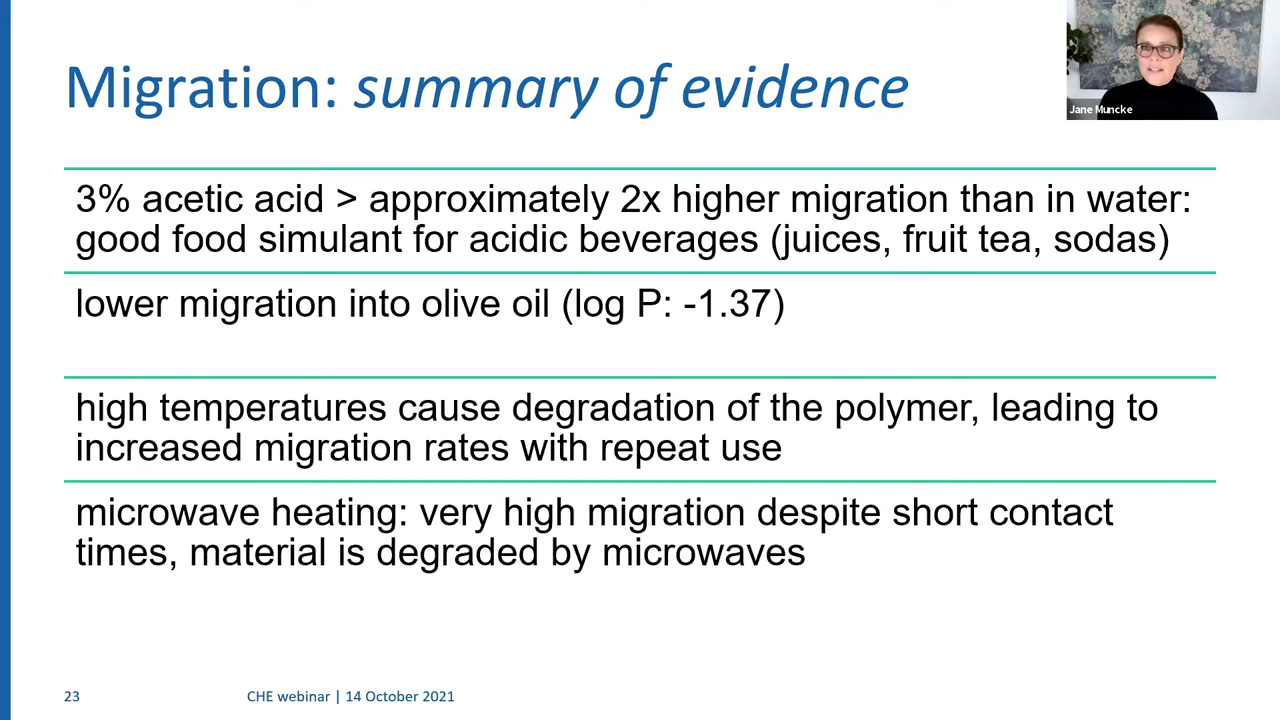 Jane Muncke
Migration: summary of evidence
3% acetic acid > approximately 2x higher migration than in water:
good food simulant for acidic beverages (juices, fruit tea, sodas)
lower migration into olive oil (log P: -1.37)
high temperatures cause degradation of the polymer, leading to
increased migration rates with repeat use
microwave heating: very high migration despite short contact
times, material is degraded by microwaves
23
CHE webinar | 14 October 2021